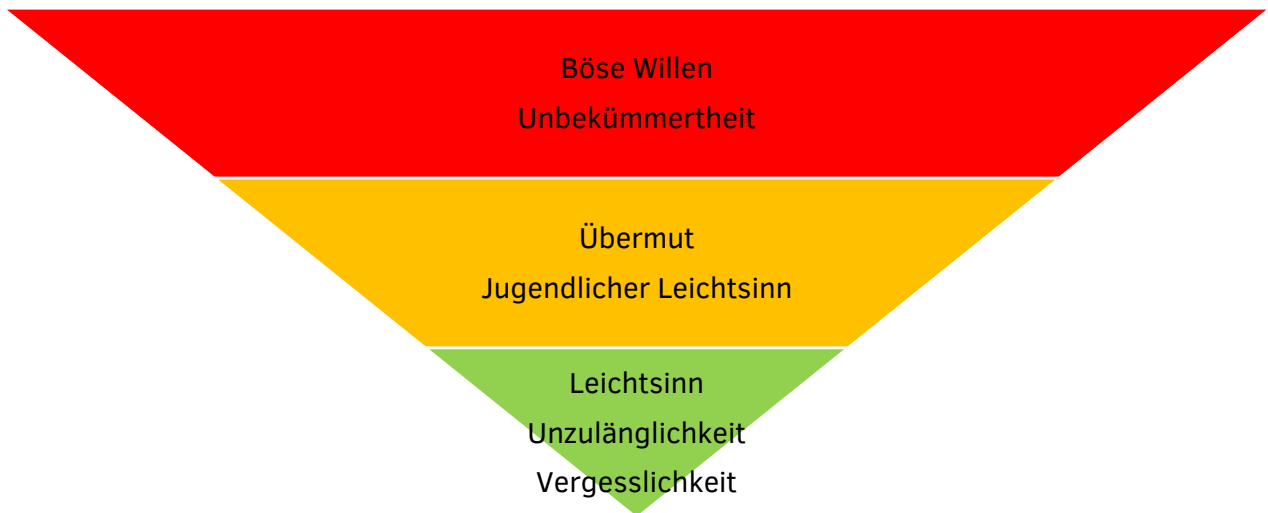 Böse Willen
Unbekümmertheit
Übermut
Jugendlicher Leichtsinn
Leichtsinn
Unzulänglichkeit
Vergesslichkeit